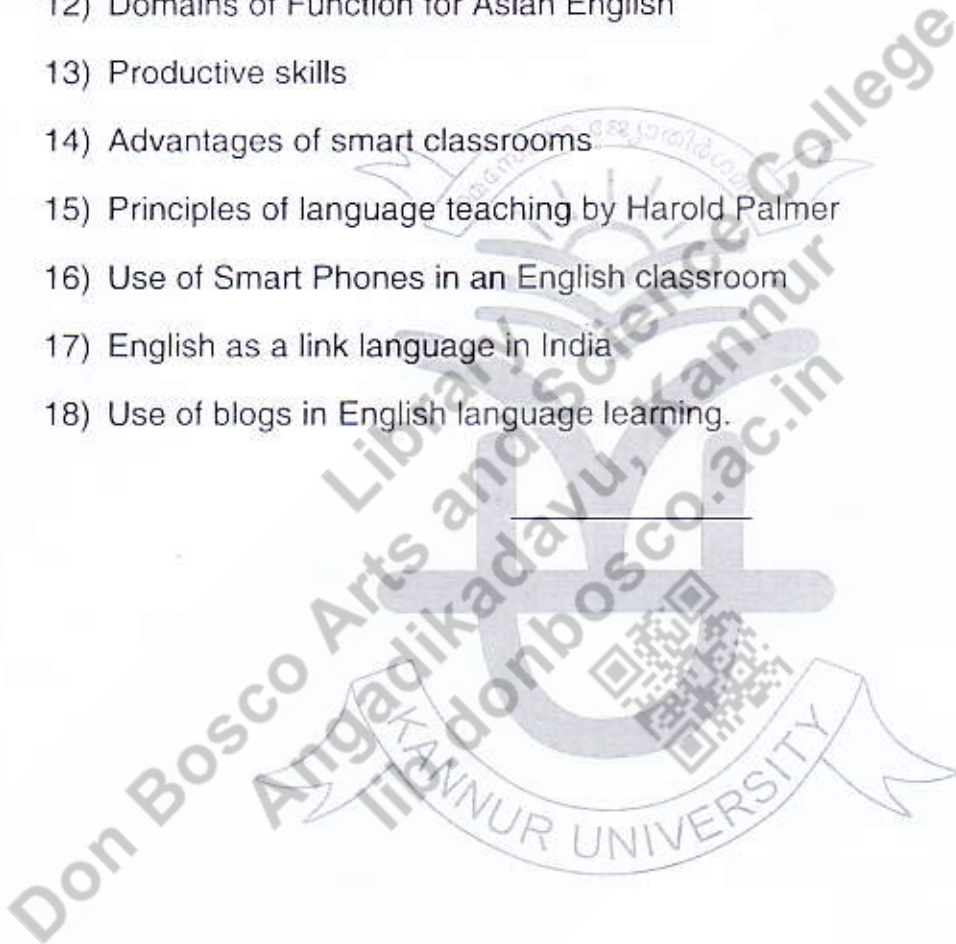 12) Domains of Function for Asian English
13) Productive skills
14) Advantages of smart classrooms
15) Principles of language teaching by Harold Palmer
16) Use of Smart Phones in an English classroom
17) English as a link language in India
18) Use of blogs in English language learning.
Library
Don Bosco Arts and Science College
Angadikadavu, Kannur
donbosco.ac.in
KANNUR UNIVERSITY